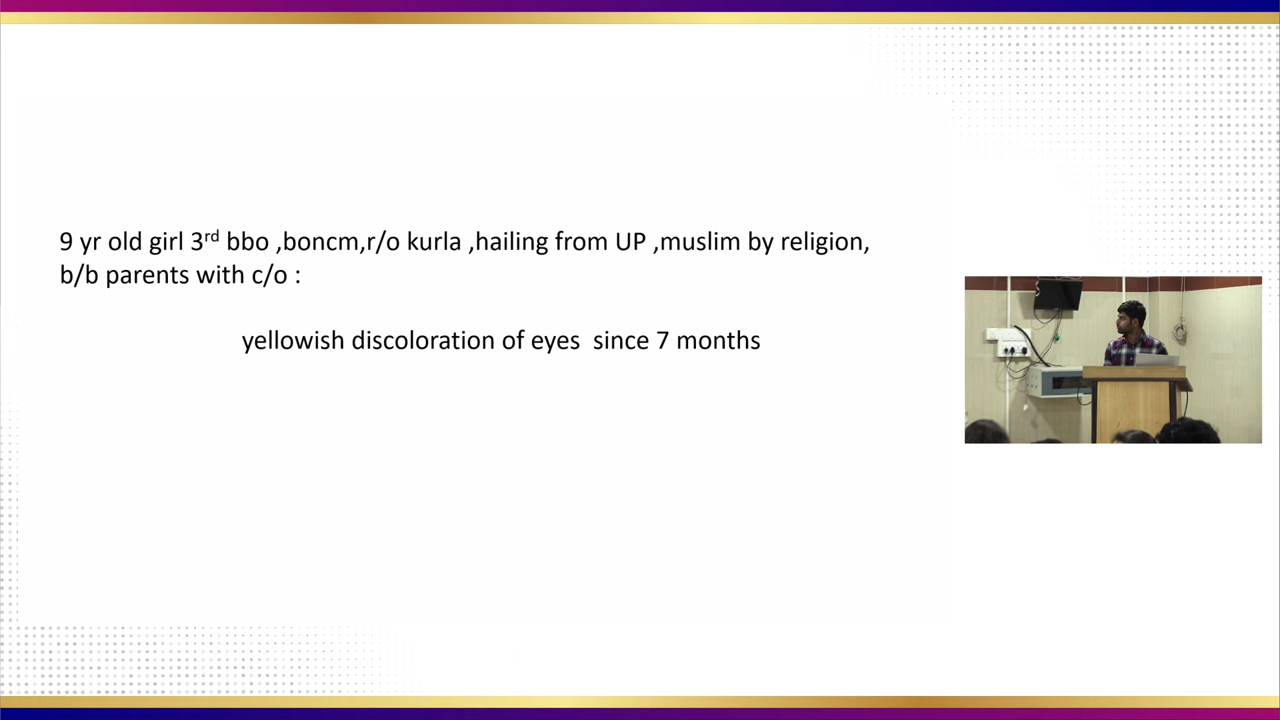 9 yr old girl 3rd bbo ,boncm,r/o kurla ,hailing from UP ,muslim by religion,
b/b parents with c/o :
yellowish discoloration of eyes  since 7 months